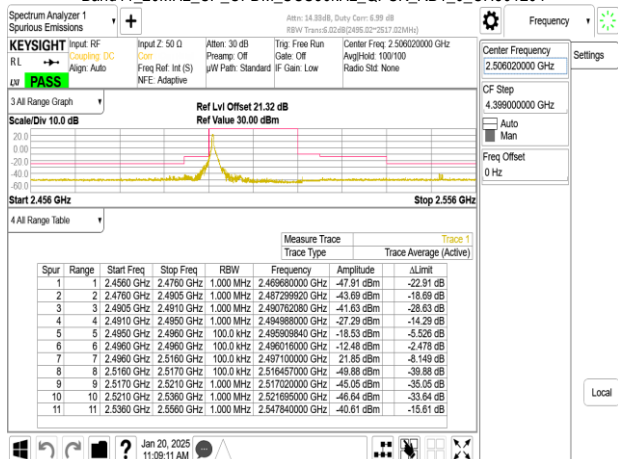 Spectrum Analyzer 1
Spurious Emissions
Attn: 14.33dB, Duty Corr: 6.99 dB
RBW Trans:6.02dB(2495.02~2517.02MHz)
Frequency
KEYSIGHT
RL
PASS
Input: RF
Coupling: DC
Align: Auto
Input Z: 50 Ω
Corr
Freq Ref: Int (S)
NFE: Adaptive
Atten: 30 dB
Preamp: Off
µW Path: Standard
Trig: Free Run
Gate: Off
IF Gain: Low
Center Freq: 2.506020000 GHz
Avg|Hold: 100/100
Radio Std: None
Center Frequency
2.506020000 GHz
Settings
CF Step
4.399000000 GHz
Auto
Man
Freq Offset
0 Hz
3 All Range Graph
Scale/Div 10.0 dB
Ref Lvl Offset 21.32 dB
Ref Value 30.00 dBm
20.0
0.00
-20.0
-40.0
-60.0
Start 2.456 GHz
Stop 2.556 GHz
4 All Range Table
Measure Trace Trace 1
Trace Type Trace Average (Active)
Spur Range Start Freq Stop Freq RBW Frequency Amplitude ΔLimit
1 1 2.4560 GHz 2.4760 GHz 1.000 MHz 2.469680000 GHz -47.91 dBm -22.91 dB
2 2 2.4760 GHz 2.4905 GHz 1.000 MHz 2.487299920 GHz -43.69 dBm -18.69 dB
3 3 2.4905 GHz 2.4910 GHz 1.000 MHz 2.490762080 GHz -41.63 dBm -28.63 dB
4 4 2.4910 GHz 2.4950 GHz 1.000 MHz 2.494988000 GHz -27.29 dBm -14.29 dB
5 5 2.4950 GHz 2.4960 GHz 100.0 kHz 2.495909840 GHz -18.53 dBm -5.526 dB
6 6 2.4960 GHz 2.4960 GHz 100.0 kHz 2.496016000 GHz -12.48 dBm -2.478 dB
7 7 2.4960 GHz 2.5160 GHz 100.0 kHz 2.497100000 GHz 21.85 dBm -8.149 dB
8 8 2.5160 GHz 2.5170 GHz 100.0 kHz 2.516457000 GHz -49.88 dBm -39.88 dB
9 9 2.5170 GHz 2.5210 GHz 1.000 MHz 2.517020000 GHz -45.05 dBm -35.05 dB
10 10 2.5210 GHz 2.5360 GHz 1.000 MHz 2.521695000 GHz -46.64 dBm -33.64 dB
11 11 2.5360 GHz 2.5560 GHz 1.000 MHz 2.547840000 GHz -40.61 dBm -15.61 dB
Local
Jan 20, 2025
11:09:11 AM